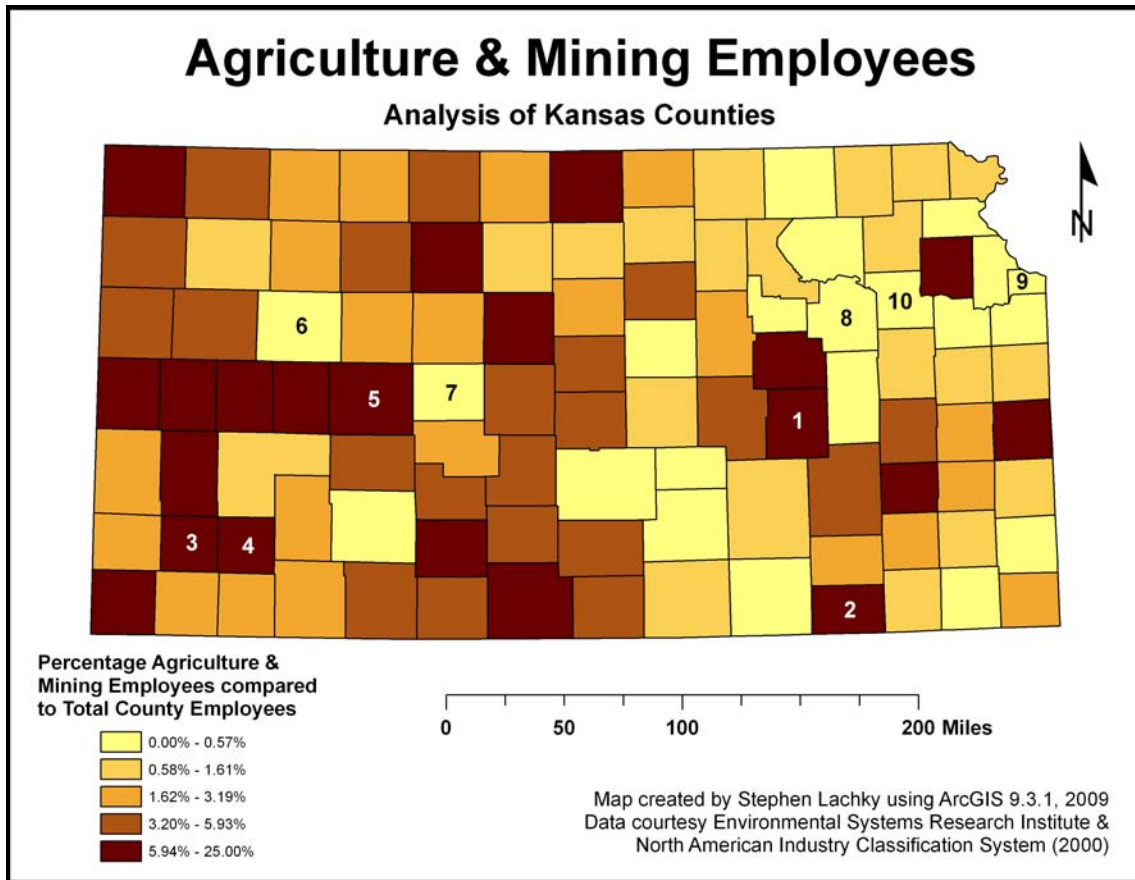 Agriculture & Mining Employees
Analysis of Kansas Counties
N
9
6
8
10
5
7
1
3
4
2
Percentage Agriculture &
Mining Employees compared
to Total County Employees
0.00% - 0.57%
0.58% - 1.61%
1.62% - 3.19%
3.20% - 5.93%
5.94% - 25.00%
0 50 100 200 Miles
Map created by Stephen Lachky using ArcGIS 9.3.1, 2009
Data courtesy Environmental Systems Research Institute &
North American Industry Classification System (2000)